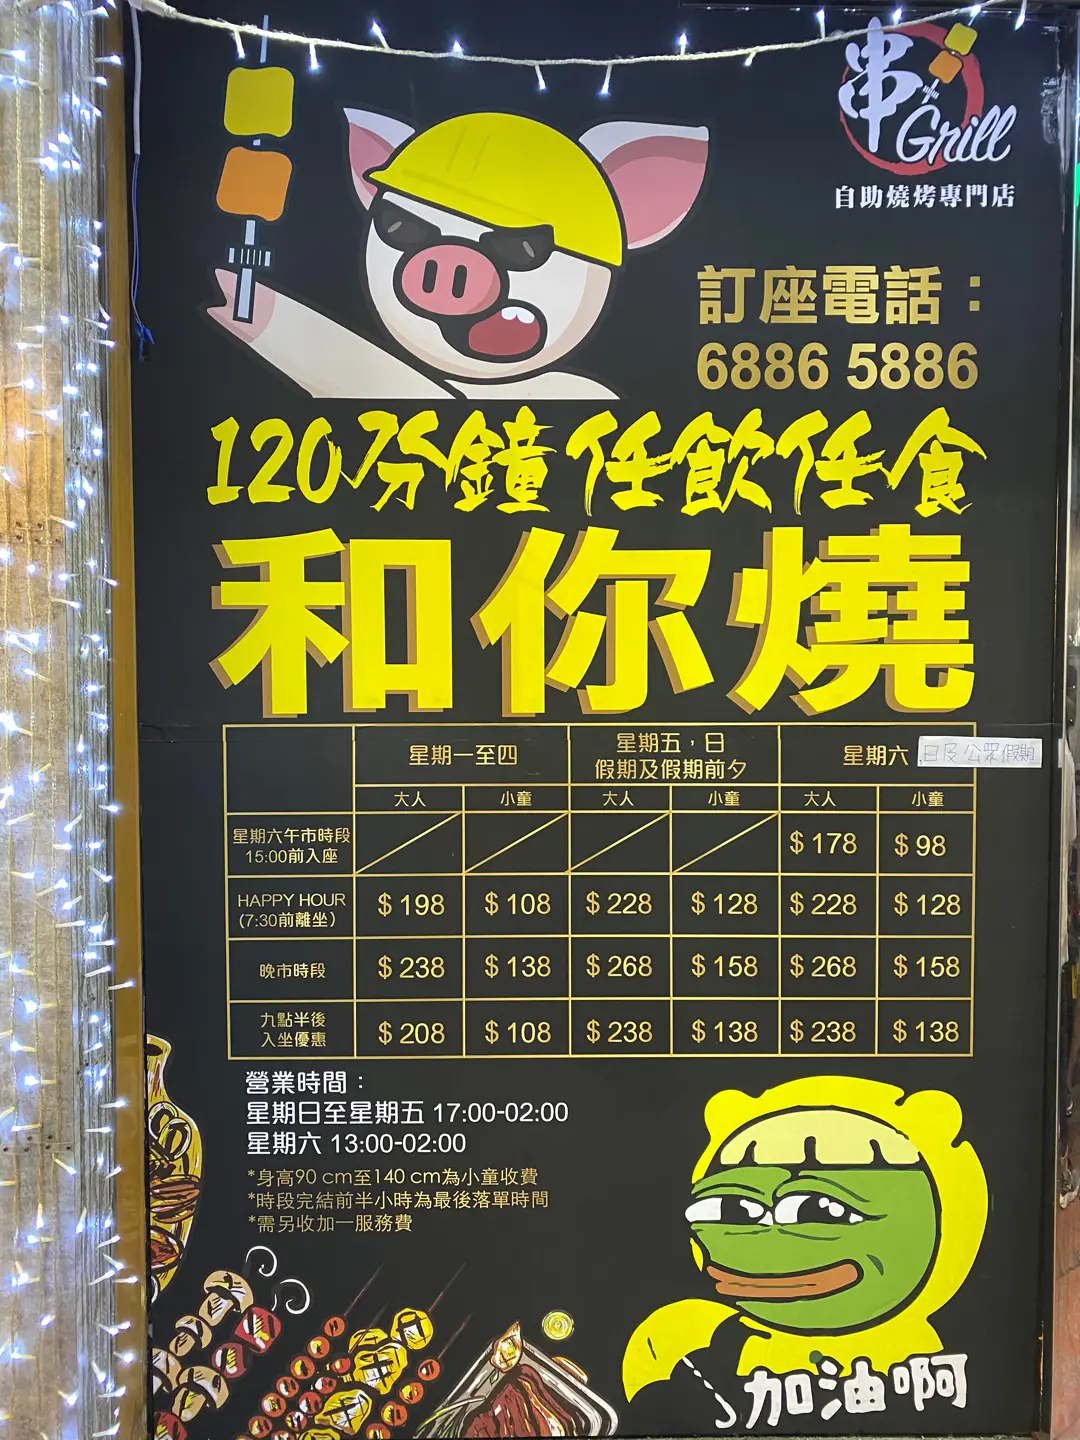 串
Grill
自助燒烤專門店
訂座電話：
6886 5886
120分鐘任飲任食
和你燒
星期一至四
星期五，日
假期及假期前夕
星期六 ,日及公眾假期
大人 小童 大人 小童 大人 小童
星期六午市時段
15:00前入座
$178 $98
HAPPY HOUR
(7:30前離坐)
$198 $108 $228 $128 $228 $128
晚市時段
$238 $138 $268 $158 $268 $158
九點半後
入坐優惠
$208 $108 $238 $138 $238 $138
營業時間：
星期日至星期五 17:00-02:00
星期六 13:00-02:00
*身高90 cm至140 cm為小童收費
*時段完結前半小時為最後落單時間
*需另收加一服務費
加油啊